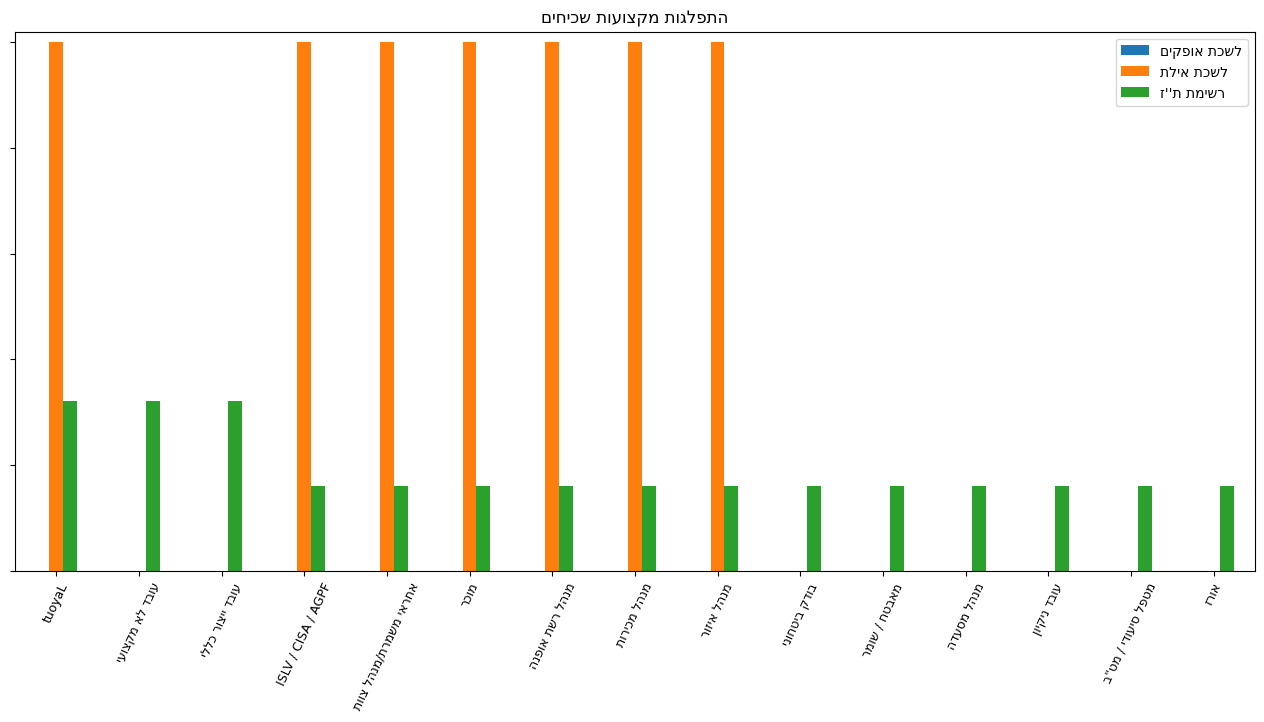 התפלגות מקצועות שכיחים
לשכת אופקים
לשכת אילת
רשימת ת''ז
tuoyaL
עובד לא מקצועי
עובד ייצור כללי
ISLV / CISA / AGPF
אחראי משמרת/מנהל צוות
מוכר
מנהל רשת אופנה
מנהל מכירות
מנהל איזור
בודק ביטחוני
מאבטח / שומר
מנהל מסעדה
עובד ניקיון
מטפל סיעודי / מט"ב
אורז